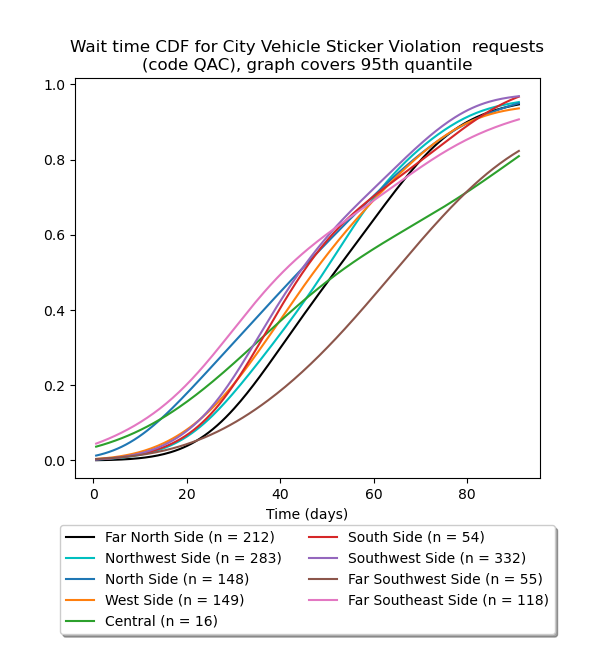 Wait time CDF for City Vehicle Sticker Violation  requests
(code QAC), graph covers 95th quantile
1.0
0.8
0.6
0.4
0.2
0.0
0 20 40 60 80
Time (days)
Far North Side (n = 212)
Northwest Side (n = 283)
North Side (n = 148)
West Side (n = 149)
Central (n = 16)
South Side (n = 54)
Southwest Side (n = 332)
Far Southwest Side (n = 55)
Far Southeast Side (n = 118)